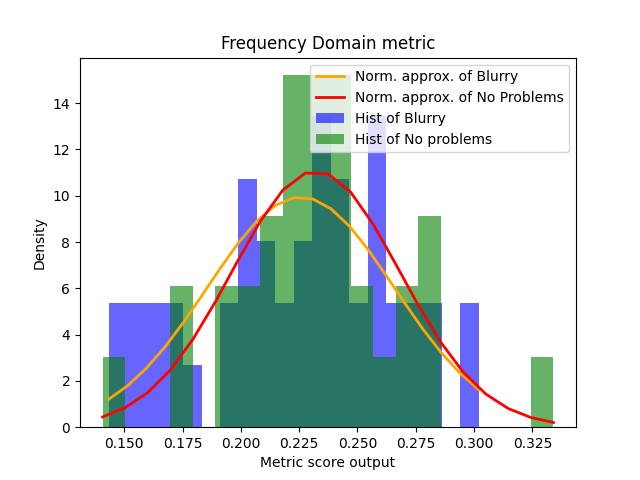 Frequency Domain metric
Norm. approx. of Blurry
Norm. approx. of No Problems
Hist of Blurry
Hist of No problems
Density
14
12
10
8
6
4
2
0
0.150 0.175 0.200 0.225 0.250 0.275 0.300 0.325
Metric score output